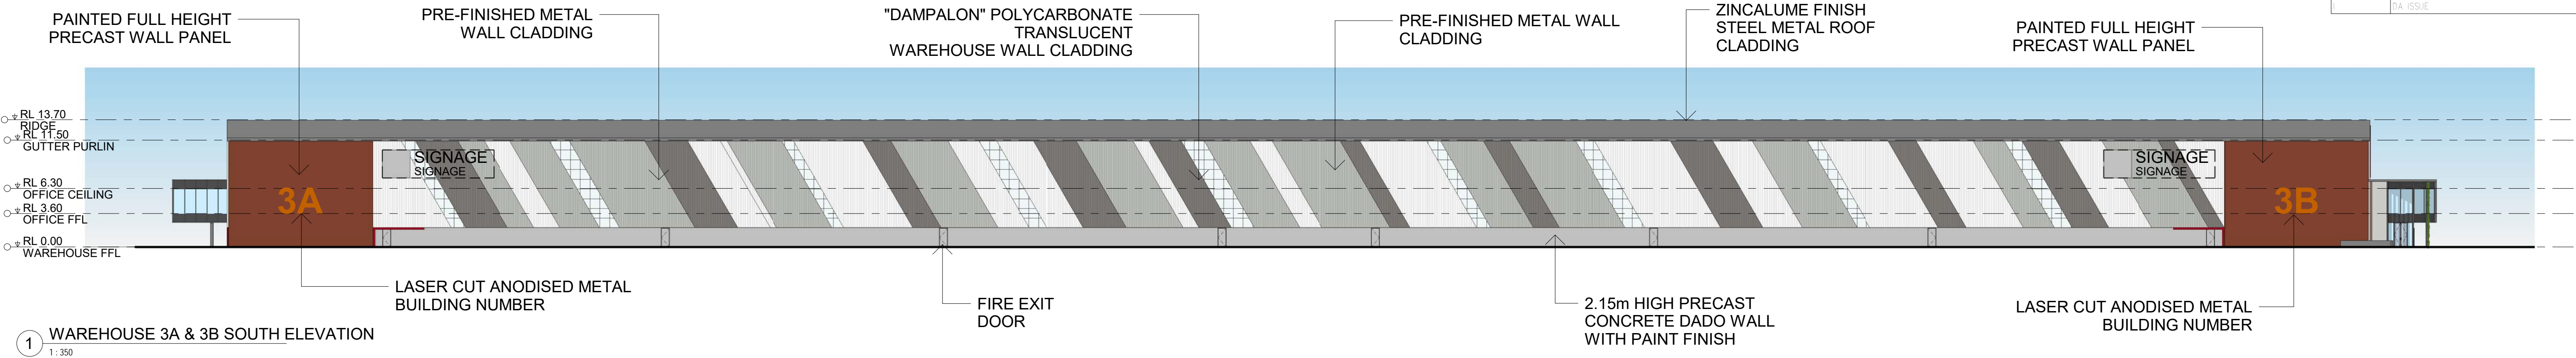 DA ISSUE
PAINTED FULL HEIGHT
PRECAST WALL PANEL
PRE-FINISHED METAL
WALL CLADDING
"DAMPALON" POLYCARBONATE
TRANSLUCENT
WAREHOUSE WALL CLADDING
PRE-FINISHED METAL WALL
CLADDING
ZINCALUME FINISH
STEEL METAL ROOF
CLADDING
PAINTED FULL HEIGHT
PRECAST WALL PANEL
RL 13.70
RIDGE
RL 11.50
GUTTER PURLIN
RL 6.30
OFFICE CEILING
RL 3.60
OFFICE FFL
RL 0.00
WAREHOUSE FFL
3A
SIGNAGE
SIGNAGE
SIGNAGE
SIGNAGE
3B
LASER CUT ANODISED METAL
BUILDING NUMBER
FIRE EXIT
DOOR
2.15m HIGH PRECAST
CONCRETE DADO WALL
WITH PAINT FINISH
LASER CUT ANODISED METAL
BUILDING NUMBER
1
WAREHOUSE 3A & 3B SOUTH ELEVATION
1 : 350